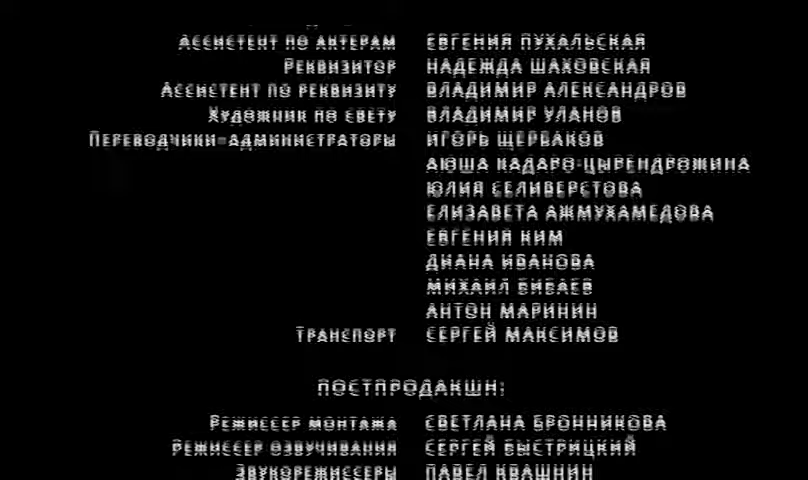 Ассистент по актерам ЕВГЕНИЯ ПУХАЛЬСКАЯ
Реквизитор НАДЕЖДА ШАХОВСКАЯ
Ассистент по реквизиту ВЛАДИМИР АЛЕКСАНДРОВ
Художник по свету ВЛАДИМИР УЛАНОВ
Переводчики-администраторы ИГОРЬ ЩЕРБАКОВ
АЮША КАДАРО-ЦЫРЕНДРОЖИНА
ЮЛИЯ СЕЛИВЕРСТОВА
ЕЛИЗАВЕТА АЖМУХАМЕДОВА
ЕВГЕНИЯ КИМ
ДИАНА ИВАНОВА
МИХАИЛ БИБАЕВ
АНТОН МАРИНИН
Транспорт СЕРГЕЙ МАКСИМОВ
ПОСТПРОДАКШН:
Режиссер монтажа СВЕТЛАНА БРОННИКОВА
Режиссер озвучивания СЕРГЕЙ БЫСТРИЦКИЙ
Звукорежиссеры ПАВЕЛ КВАШНИН